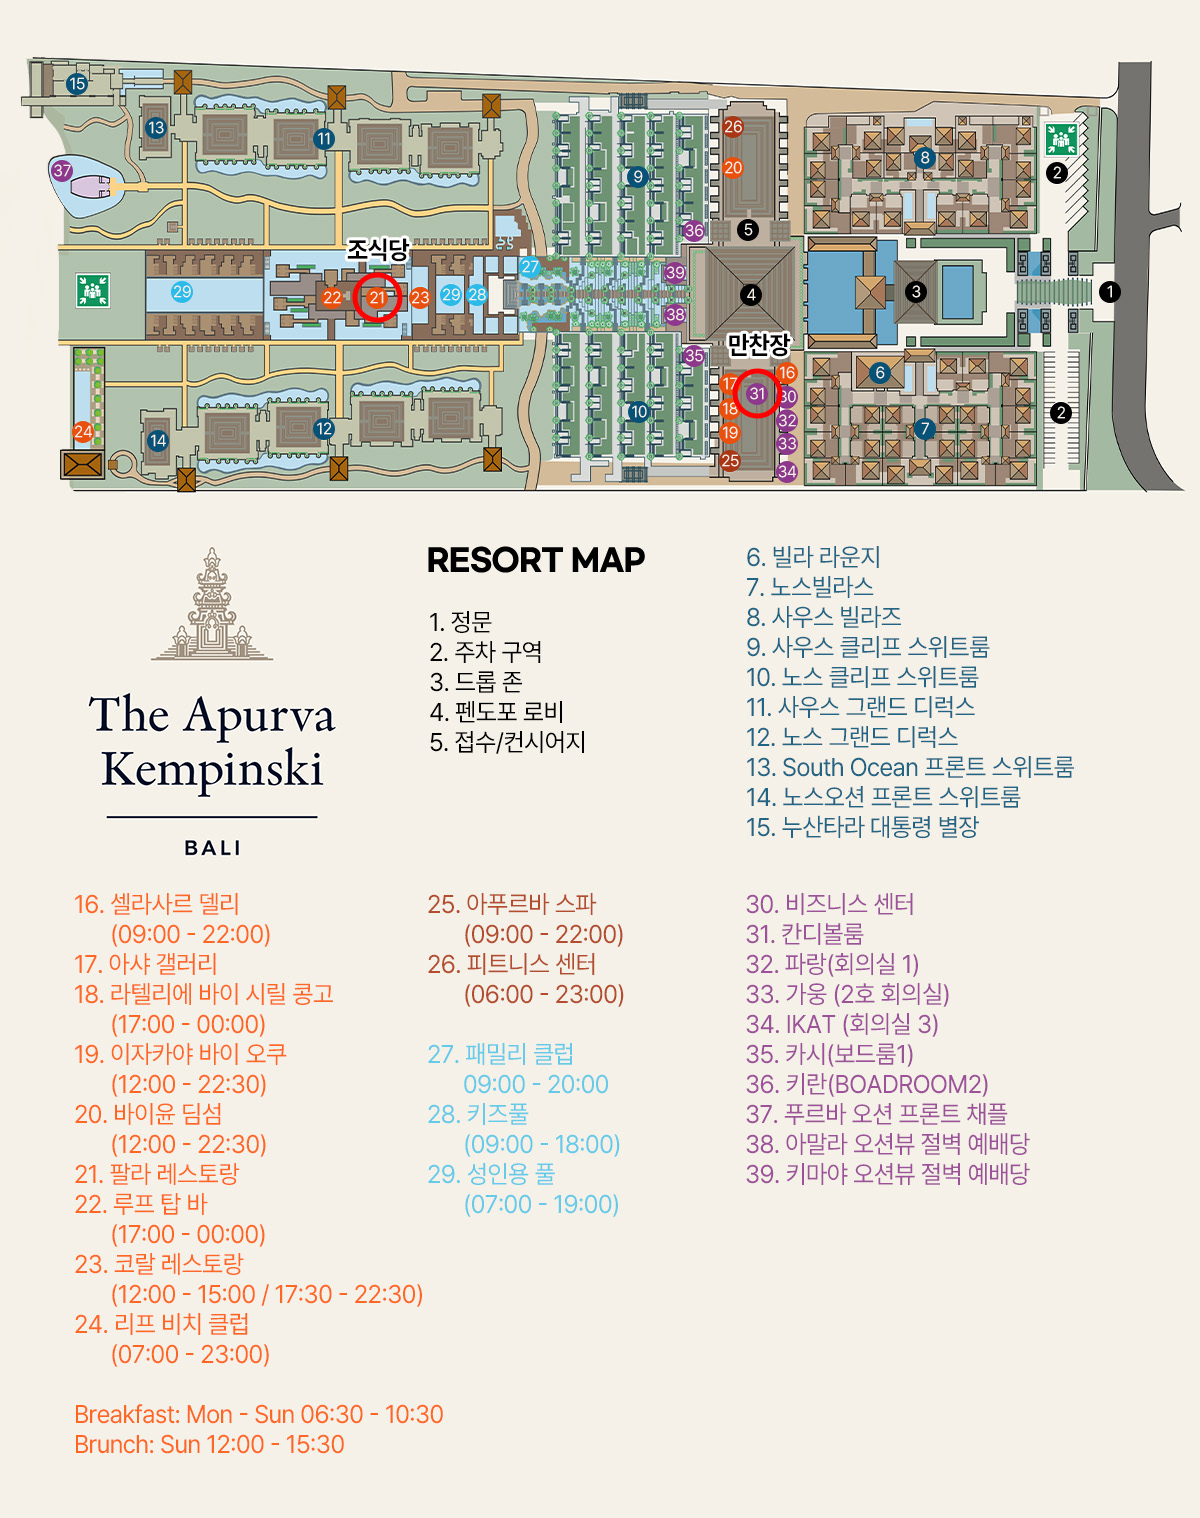 15
13
11
37
26
20
9
36
5
8
2
조식당
29
22
21
23
29
28
27
39
38
4
3
1
만찬장
35
17
16
31
30
18
32
19
33
25
34
6
7
2
24
14
12
10
RESORT MAP
The Apurva
Kempinski
BALI
1. 정문
2. 주차 구역
3. 드롭 존
4. 펜도포 로비
5. 접수/컨시어지
6. 빌라 라운지
7. 노스빌라스
8. 사우스 빌라즈
9. 사우스 클리프 스위트룸
10. 노스 클리프 스위트룸
11. 사우스 그랜드 디럭스
12. 노스 그랜드 디럭스
13. South Ocean 프론트 스위트룸
14. 노스오션 프론트 스위트룸
15. 누산타라 대통령 별장
16. 셀라사르 델리
(09:00 - 22:00)
17. 아샤 갤러리
18. 라텔리에 바이 시릴 콩고
(17:00 - 00:00)
19. 이자카야 바이 오쿠
(12:00 - 22:30)
20. 바이윤 딤섬
(12:00 - 22:30)
21. 팔라 레스토랑
22. 루프 탑 바
(17:00 - 00:00)
23. 코랄 레스토랑
(12:00 - 15:00 / 17:30 - 22:30)
24. 리프 비치 클럽
(07:00 - 23:00)
Breakfast: Mon - Sun 06:30 - 10:30
Brunch: Sun 12:00 - 15:30
25. 아푸르바 스파
(09:00 - 22:00)
26. 피트니스 센터
(06:00 - 23:00)
27. 패밀리 클럽
09:00 - 20:00
28. 키즈풀
(09:00 - 18:00)
29. 성인용 풀
(07:00 - 19:00)
30. 비즈니스 센터
31. 칸디볼룸
32. 파랑(회의실 1)
33. 가웅 (2호 회의실)
34. IKAT (회의실 3)
35. 카시(보드룸1)
36. 키란(BOADROOM2)
37. 푸르바 오션 프론트 채플
38. 아말라 오션뷰 절벽 예배당
39. 키마야 오션뷰 절벽 예배당